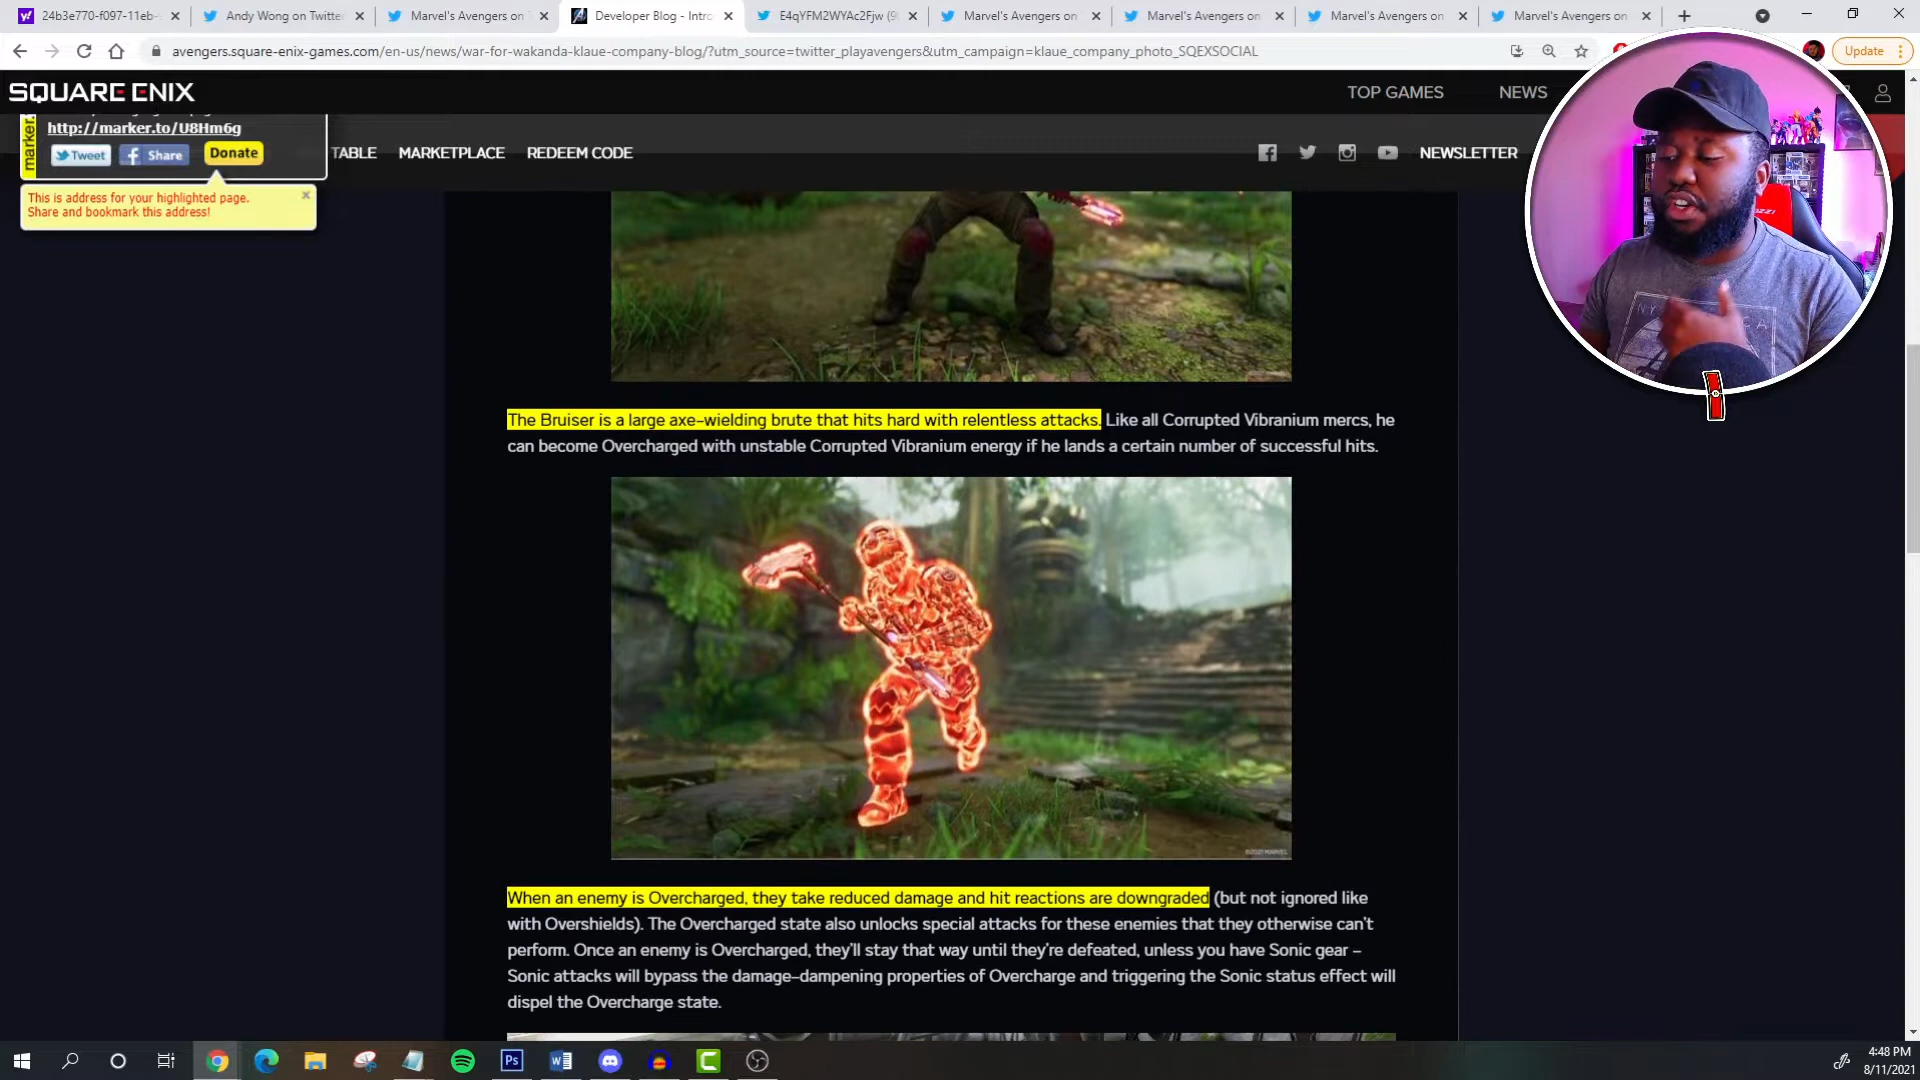 24b3e770-f097-11eb-
Andy Wong on Twitter
Marvel's Avengers on
Developer Blog - Intro
E4qYFM2WYAc2Fjw
Marvel's Avengers on
Marvel's Avengers on
Marvel's Avengers on
Marvel's Avengers on
avengers.square-enix-games.com/en-us/news/war-for-wakanda-klaue-company-blog/?utm_source=twitter_playavengers&utm_campaign=klaue_company_photo_SQEXSOCIAL
Update
SQUARE ENIX
TOP GAMES
NEWS
marker.
http://marker.to/U8Hm6g
Tweet
Share
Donate
TABLE
MARKETPLACE
REDEEM CODE
NEWSLETTER
This is address for your highlighted page.
Share and bookmark this address!
The Bruiser is a large axe-wielding brute that hits hard with relentless attacks. Like all Corrupted Vibranium mercs, he
can become Overcharged with unstable Corrupted Vibranium energy if he lands a certain number of successful hits.
©2021 MARVEL
When an enemy is Overcharged, they take reduced damage and hit reactions are downgraded (but not ignored like
with Overshields). The Overcharged state also unlocks special attacks for these enemies that they otherwise can't
perform. Once an enemy is Overcharged, they'll stay that way until they're defeated, unless you have Sonic gear –
Sonic attacks will bypass the damage-dampening properties of Overcharge and triggering the Sonic status effect will
dispel the Overcharge state.
Ps
4:48 PM
8/11/2021